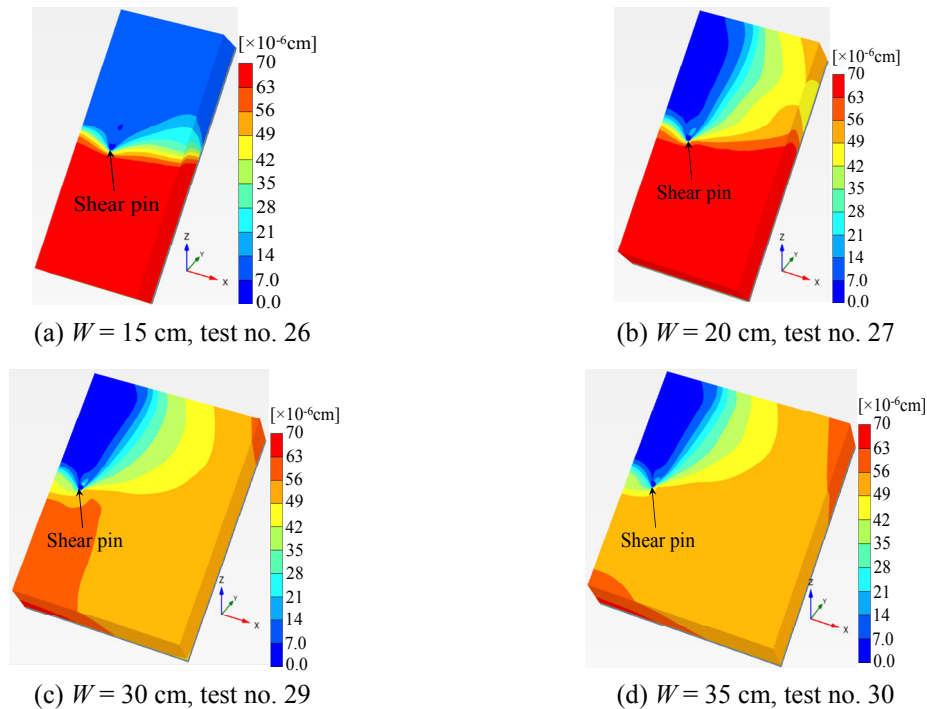 [×10-6cm]
70
63
56
49
42
35
28
21
14
7.0
0.0
Shear pin
Z
Y
X
(a) W = 15 cm, test no. 26
[×10-6cm]
70
63
56
49
42
35
28
21
14
7.0
0.0
Shear pin
Z
Y
X
(b) W = 20 cm, test no. 27
[×10-6cm]
70
63
56
49
42
35
28
21
14
7.0
0.0
Shear pin
Z
Y
X
(c) W = 30 cm, test no. 29
[×10-6cm]
70
63
56
49
42
35
28
21
14
7.0
0.0
Shear pin
Z
Y
X
(d) W = 35 cm, test no. 30